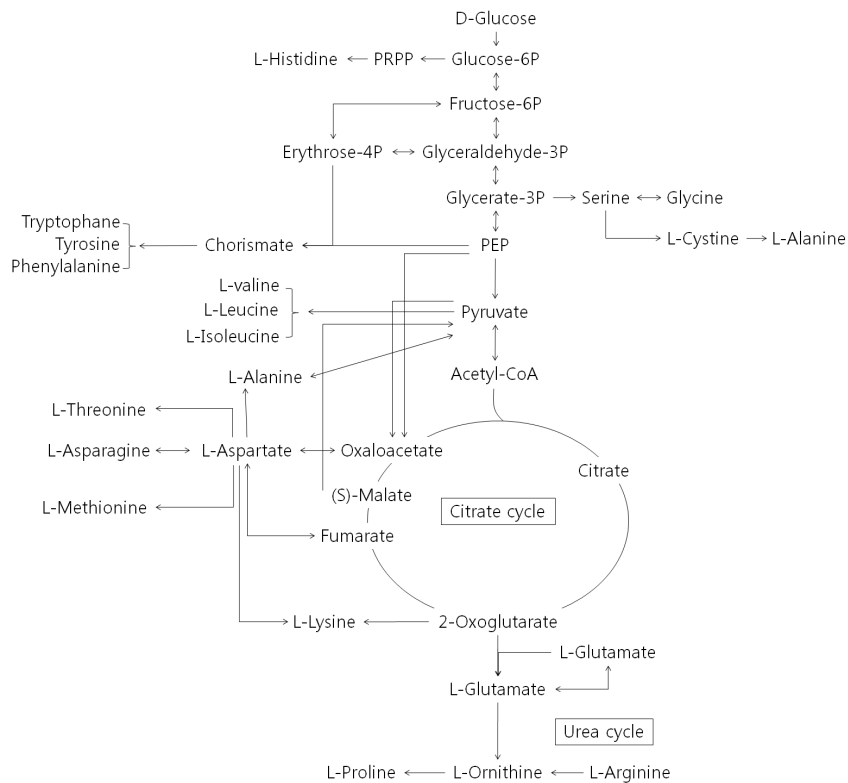 D-Glucose
L-Histidine PRPP Glucose-6P
Fructose-6P
Erythrose-4P Glyceraldehyde-3P
Glycerate-3P Serine Glycine
Tryptophane
Tyrosine
Phenylalanine
Chorismate PEP L-Cystine L-Alanine
L-valine
L-Leucine
L-Isoleucine
Pyruvate
L-Alanine Acetyl-CoA
L-Threonine
L-Asparagine L-Aspartate Oxaloacetate
Citrate
(S)-Malate
L-Methionine Citrate cycle
Fumarate
L-Lysine 2-Oxoglutarate
L-Glutamate
L-Glutamate
Urea cycle
L-Proline L-Ornithine L-Arginine